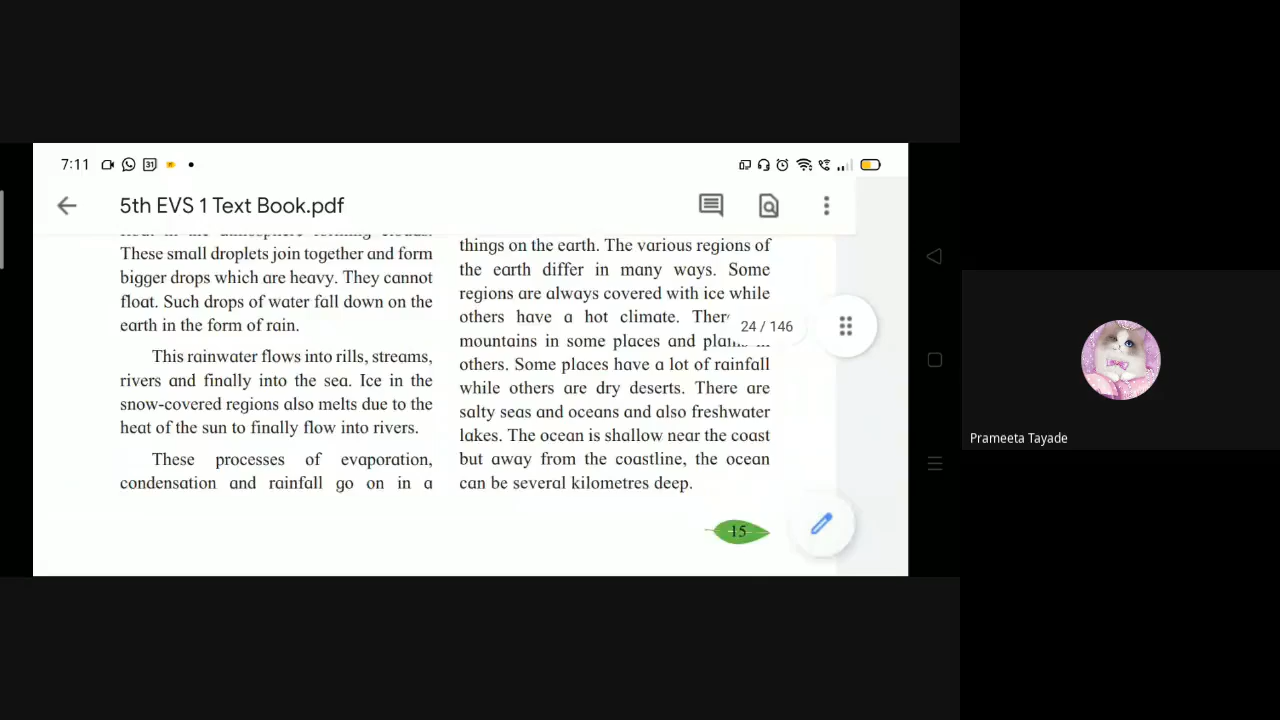 7:11
31
5th EVS 1 Text Book.pdf
float in the atmosphere forming clouds.
These small droplets join together and form
bigger drops which are heavy. They cannot
float. Such drops of water fall down on the
earth in the form of rain.
This rainwater flows into rills, streams,
rivers and finally into the sea. Ice in the
snow-covered regions also melts due to the
heat of the sun to finally flow into rivers.
These processes of evaporation,
condensation and rainfall go on in a
things on the earth. The various regions of
the earth differ in many ways. Some
regions are always covered with ice while
others have a hot climate.
mountains in some places and
others. Some places have a lot of rainfall
while others are dry deserts. There are
salty seas and oceans and also freshwater
lakes. The ocean is shallow near the coast
but away from the coastline, the ocean
can be several kilometres deep.
24 / 146
15
Prameeta Tayade